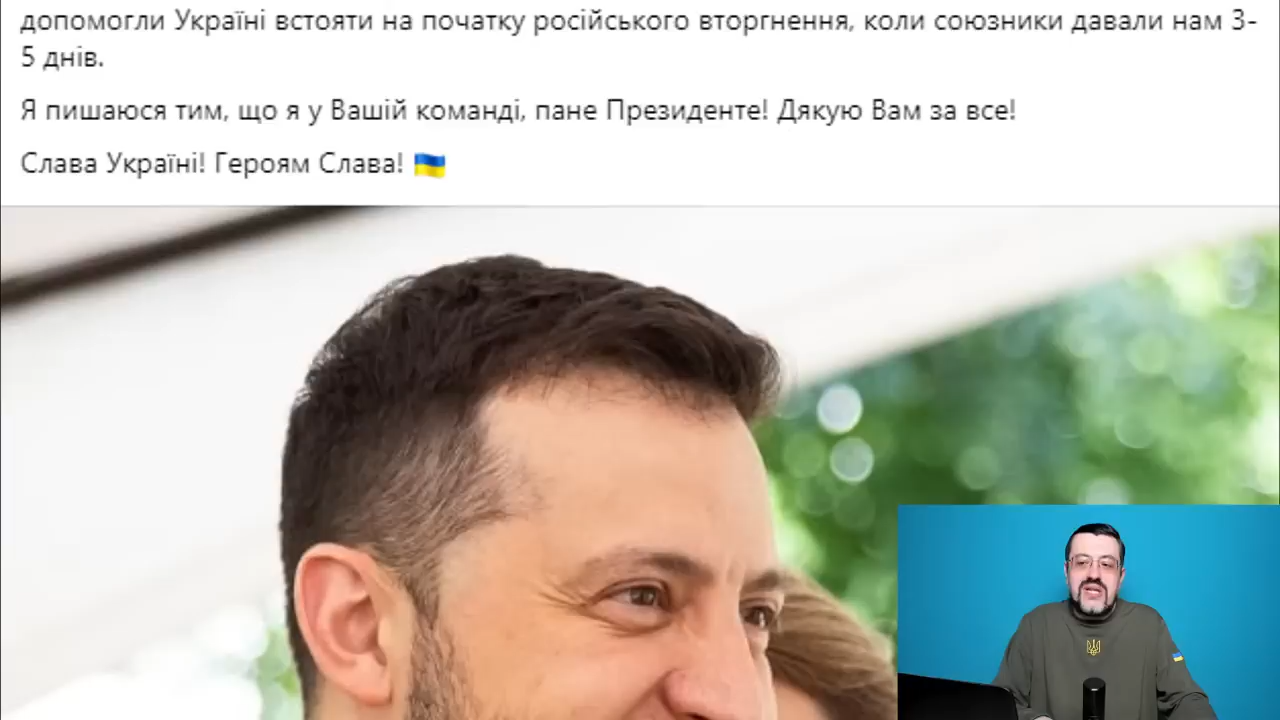 допомогли Україні встояти на початку російського вторгнення, коли союзники давали нам 3-
5 днів.
Я пишаюся тим, що я у Вашій команді, пане Президенте! Дякую Вам за все!
Слава Україні! Героям Слава! 🇺🇦